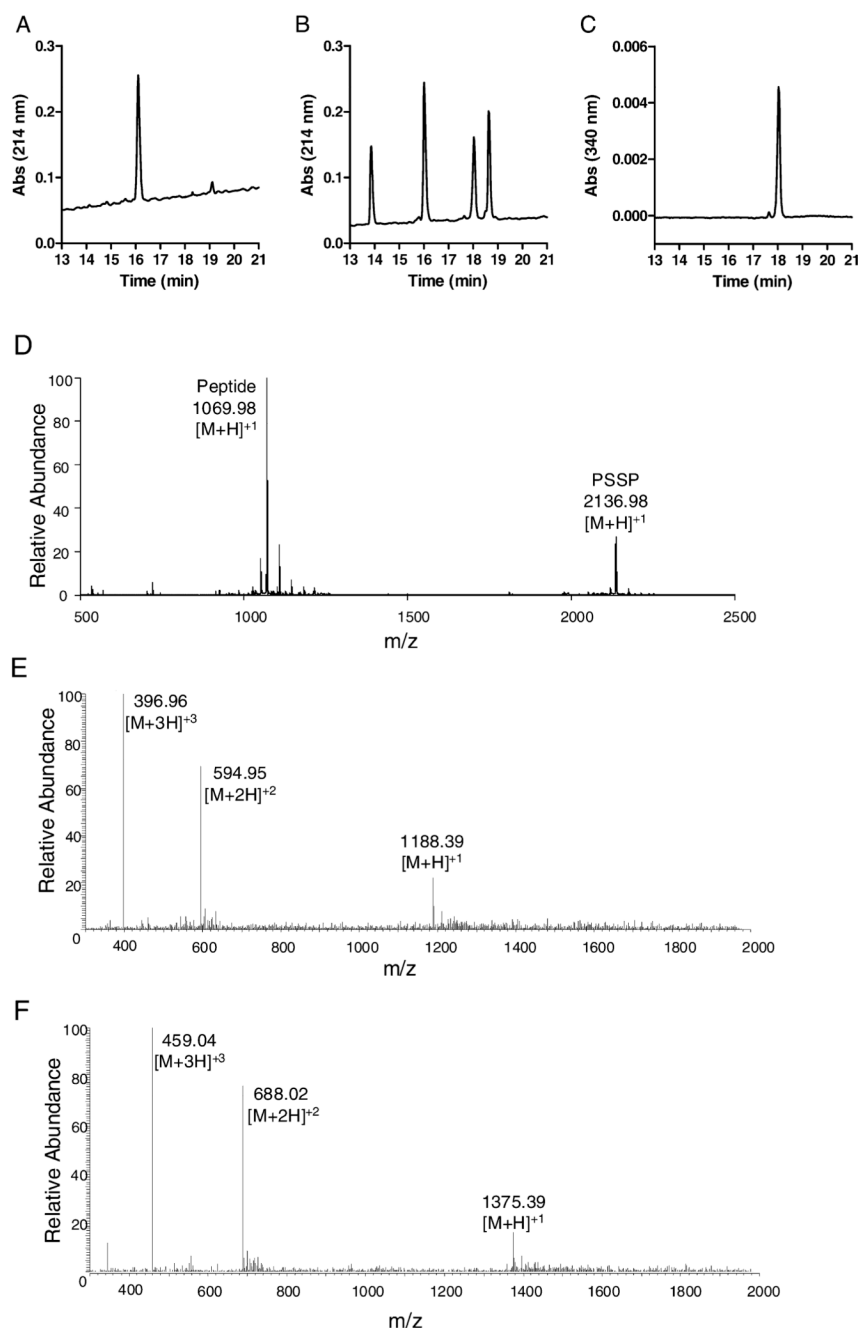 A
B
C
0.3
0.2
0.1
0.0
Abs (214 nm)
13 14 15 16 17 18 19 20 21
Time (min)
0.3
0.2
0.1
0.0
Abs (214 nm)
13 14 15 16 17 18 19 20 21
Time (min)
0.006
0.004
0.002
0.000
Abs (340 nm)
13 14 15 16 17 18 19 20 21
Time (min)
D
100
80
60
40
20
0
Relative Abundance
Peptide
1069.98
[M+H]+1
PSSP
2136.98
[M+H]+1
500 1000 1500 2000 2500
m/z
E
100
80
60
40
20
0
Relative Abundance
396.96
[M+3H]+3
594.95
[M+2H]+2
1188.39
[M+H]+1
400 600 800 1000 1200 1400 1600 1800 2000
m/z
F
100
80
60
40
20
0
Relative Abundance
459.04
[M+3H]+3
688.02
[M+2H]+2
1375.39
[M+H]+1
400 600 800 1000 1200 1400 1600 1800 2000
m/z